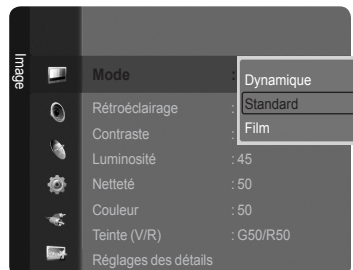 Image
Mode : Dynamique
Rétroéclairage : Standard
Contraste : Film
Luminosité : 45
Netteté : 50
Couleur : 50
Teinte (V/R) : G50/R50
Réglages des détails